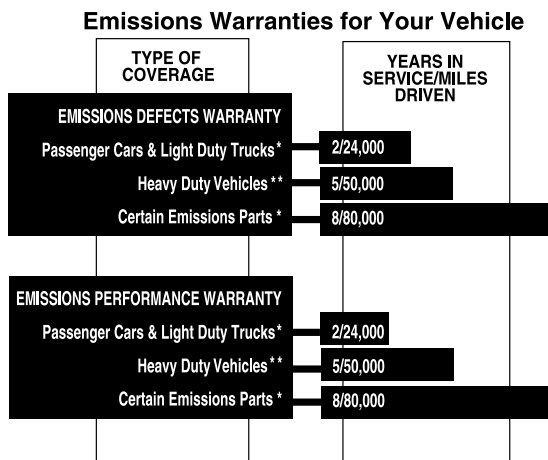 Emissions Warranties for Your Vehicle
TYPE OF
COVERAGE
YEARS IN
SERVICE/MILES
DRIVEN
EMISSIONS DEFECTS WARRANTY
Passenger Cars & Light Duty Trucks* 2/24,000
Heavy Duty Vehicles** 5/50,000
Certain Emissions Parts* 8/80,000
EMISSIONS PERFORMANCE WARRANTY
Passenger Cars & Light Duty Trucks* 2/24,000
Heavy Duty Vehicles** 5/50,000
Certain Emissions Parts* 8/80,000